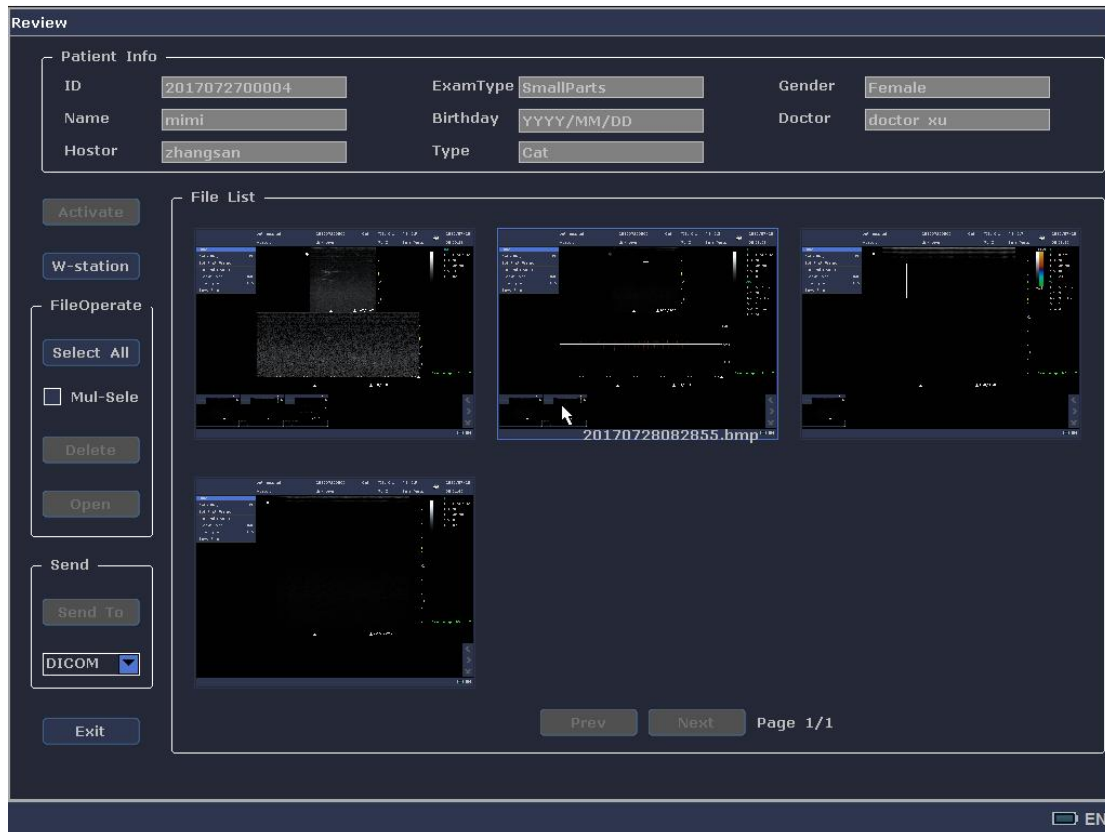 Review
Patient Info
ID 2017072700004 ExamType SmallParts Gender Female
Name mimi Birthday YYYY/MM/DD Doctor doctor xu
Hostor zhangsan Type Cat
Activate
W-station
FileOperate
Select All
Mul-Sele
Delete
Open
Send
Send To
DICOM
Exit
File List
20170728082855.bmp
Prev Next Page 1/1
EN